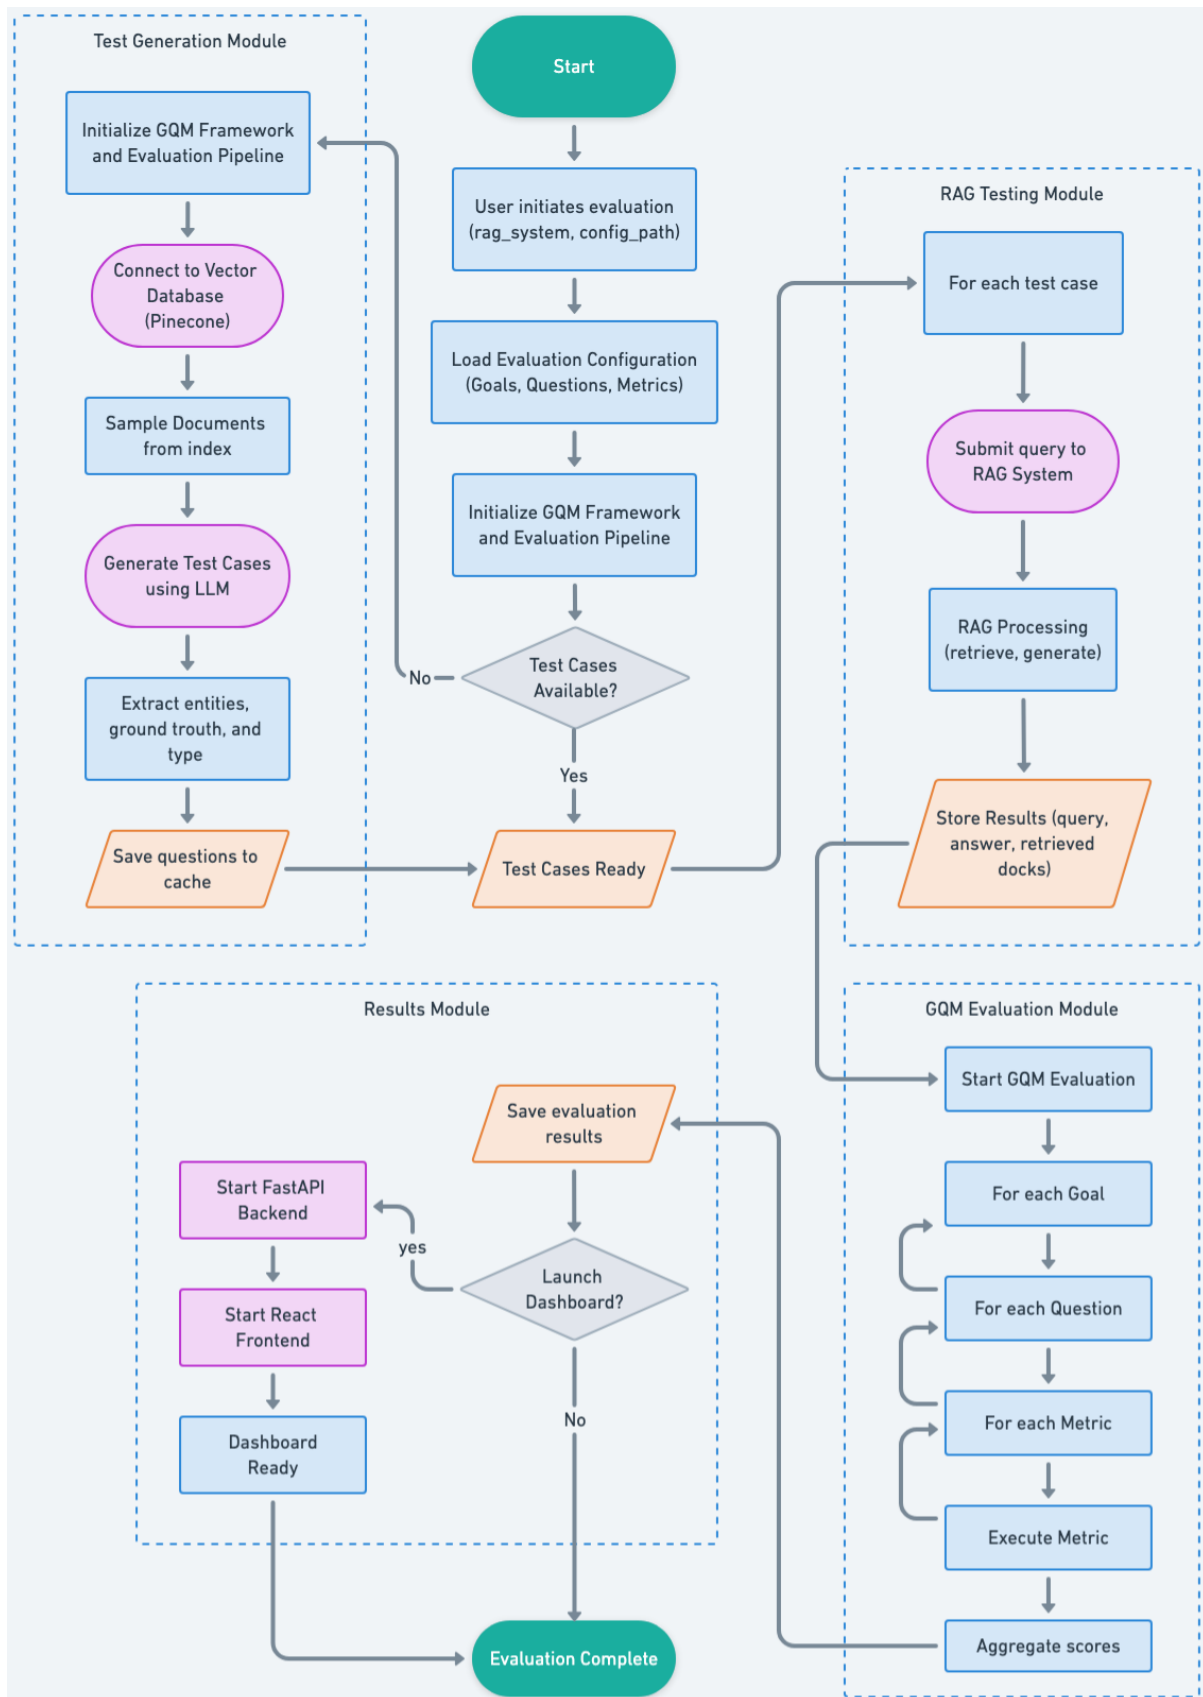 Test Generation Module
Initialize GQM Framework
and Evaluation Pipeline
Connect to Vector
Database
(Pinecone)
Sample Documents
from index
Generate Test Cases
using LLM
Extract entities,
ground trouth, and
type
Save questions to
cache
Start
User initiates evaluation
(rag_system, config_path)
Load Evaluation Configuration
(Goals, Questions, Metrics)
Initialize GQM Framework
and Evaluation Pipeline
Test Cases
Available?
No
Yes
Test Cases Ready
RAG Testing Module
For each test case
Submit query to
RAG System
RAG Processing
(retrieve, generate)
Store Results (query,
answer, retrieved
docks)
GQM Evaluation Module
Start GQM Evaluation
For each Goal
For each Question
For each Metric
Execute Metric
Aggregate scores
Results Module
Save evaluation
results
Launch
Dashboard?
yes
Start FastAPI
Backend
Start React
Frontend
Dashboard
Ready
No
Evaluation Complete